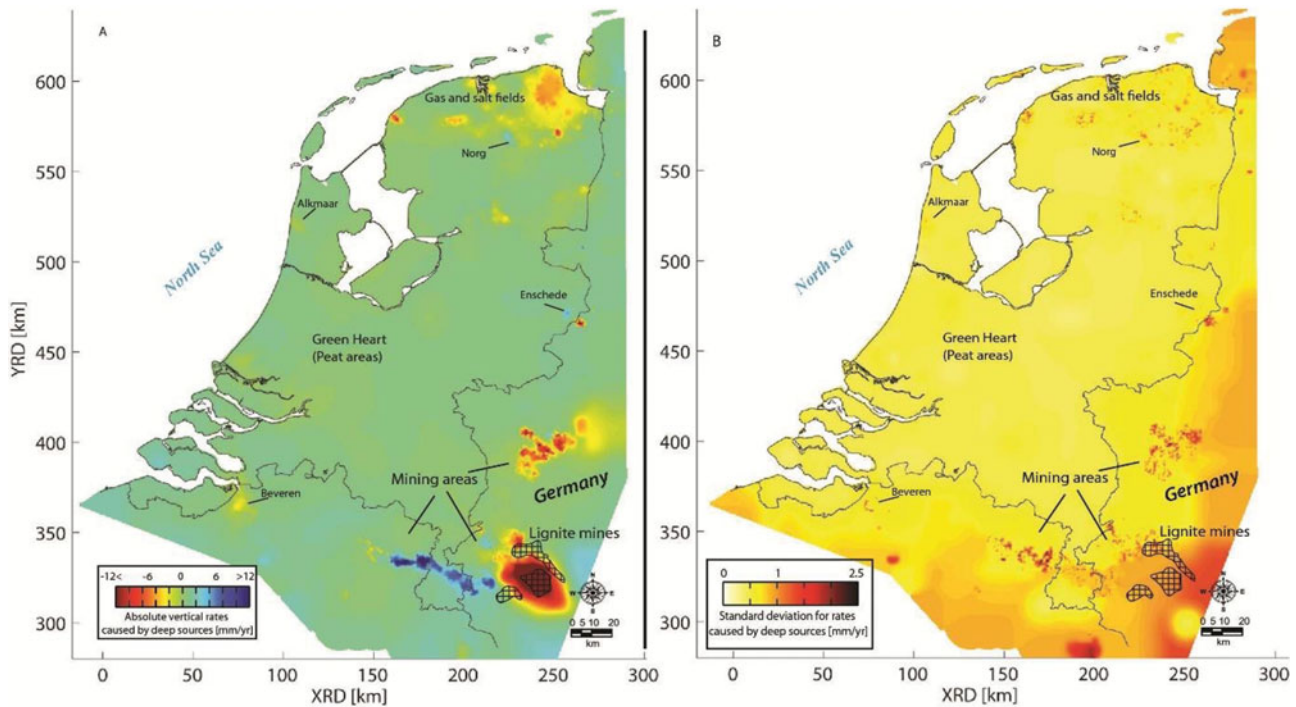 A
600
550
500
450
400
350
300
YRD [km]
0
50
100
150
200
250
300
XRD [km]
North Sea
Gas and salt fields
Norg
Alkmaar
Enschede
Green Heart
(Peat areas)
Mining areas
Germany
Beveren
Lignite mines
-12<
-6
0
6
>12
Absolute vertical rates
caused by deep sources [mm/yr]
N
W
E
S
0 5 10 20
km
B
600
550
500
450
400
350
300
0
50
100
150
200
250
300
XRD [km]
North Sea
Gas and salt fields
Norg
Alkmaar
Enschede
Green Heart
(Peat areas)
Mining areas
Germany
Beveren
Lignite mines
0
1
2.5
Standard deviation for rates
caused by deep sources [mm/yr]
N
W
E
S
0 5 10 20
km